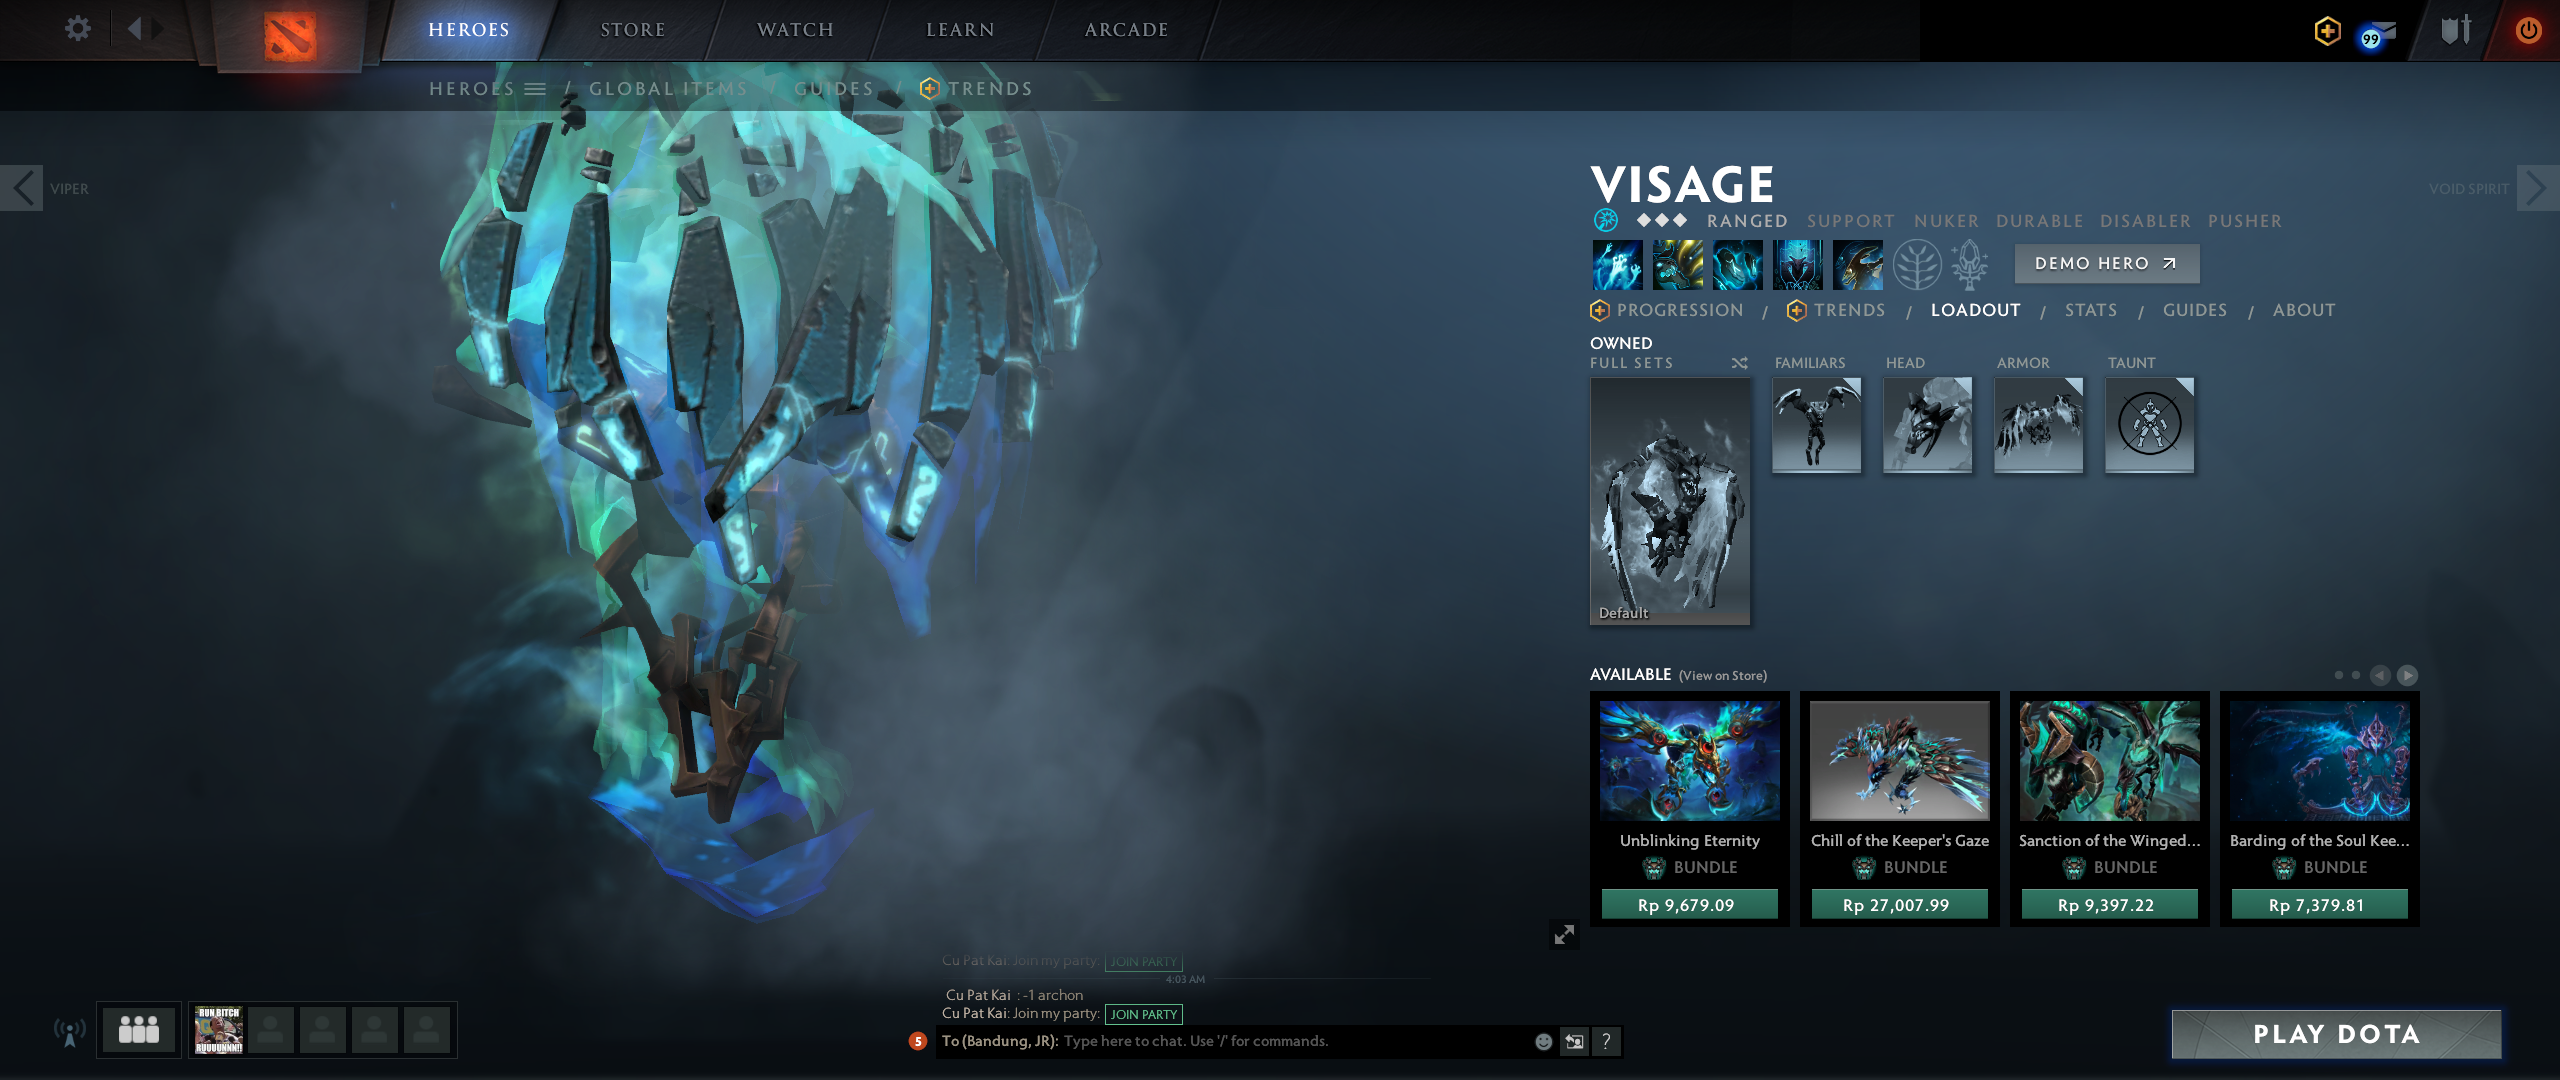 HEROES
STORE
WATCH
LEARN
ARCADE
99
HEROES / GLOBAL ITEMS / GUIDES / TRENDS
VIPER
VOID SPIRIT
VISAGE
RANGED SUPPORT NUKER DURABLE DISABLER PUSHER
DEMO HERO
PROGRESSION / TRENDS / LOADOUT / STATS / GUIDES / ABOUT
OWNED
FULL SETS
FAMILIARS
HEAD
ARMOR
TAUNT
Default
AVAILABLE (View on Store)
Unblinking Eternity
BUNDLE
Rp 9,679.09
Chill of the Keeper's Gaze
BUNDLE
Rp 27,007.99
Sanction of the Winged...
BUNDLE
Rp 9,397.22
Barding of the Soul Kee...
BUNDLE
Rp 7,379.81
Cu Pat Kai: Join my party: JOIN PARTY
4:03 AM
Cu Pat Kai : -1 archon
Cu Pat Kai: Join my party: JOIN PARTY
5
To (Bandung, JR): Type here to chat. Use '/' for commands.
?
RUN BITCH
RUUUUNNN!!
PLAY DOTA